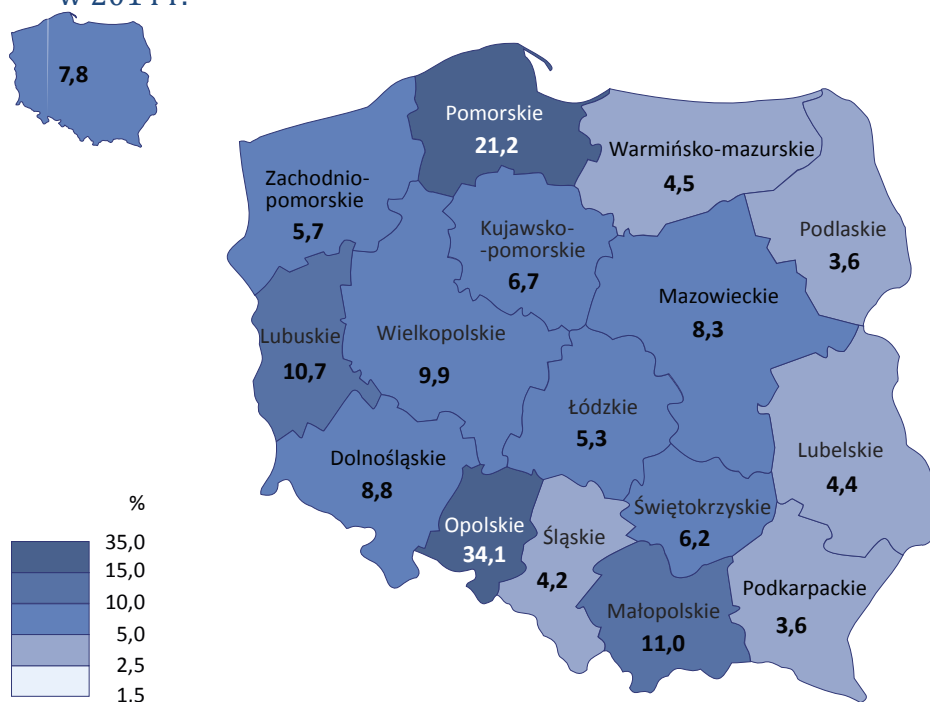 w 2014 r.
7,8
Pomorskie
21,2
Warmińsko-mazurskie
4,5
Zachodnio-
pomorskie
5,7
Kujawsko-
-pomorskie
6,7
Podlaskie
3,6
Mazowieckie
8,3
Lubuskie
10,7
Wielkopolskie
9,9
Łódzkie
5,3
Dolnośląskie
8,8
Lubelskie
4,4
Opolskie
34,1
Śląskie
4,2
Świętokrzyskie
6,2
Małopolskie
11,0
Podkarpackie
3,6
%
35,0
15,0
10,0
5,0
2,5
1,5